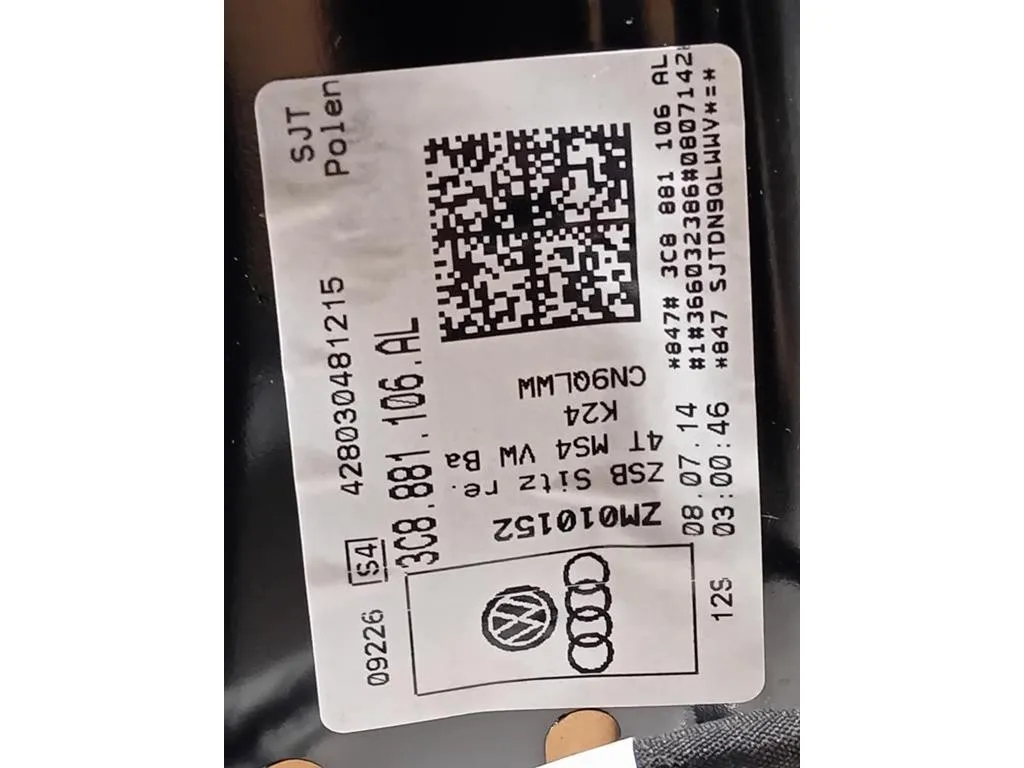 SJT
Polen
09226 S4 428030481215
3C8.881.106.AL
ZM010152
ZSB Sitz re.
4T MS4 VW Ba
K24
CN9QLWW
*847# 3C8 881 106 AL
08.07.14 #1#366032386#0807142
12S 03:00:46 *847 SJTDN9QLWWV*=*